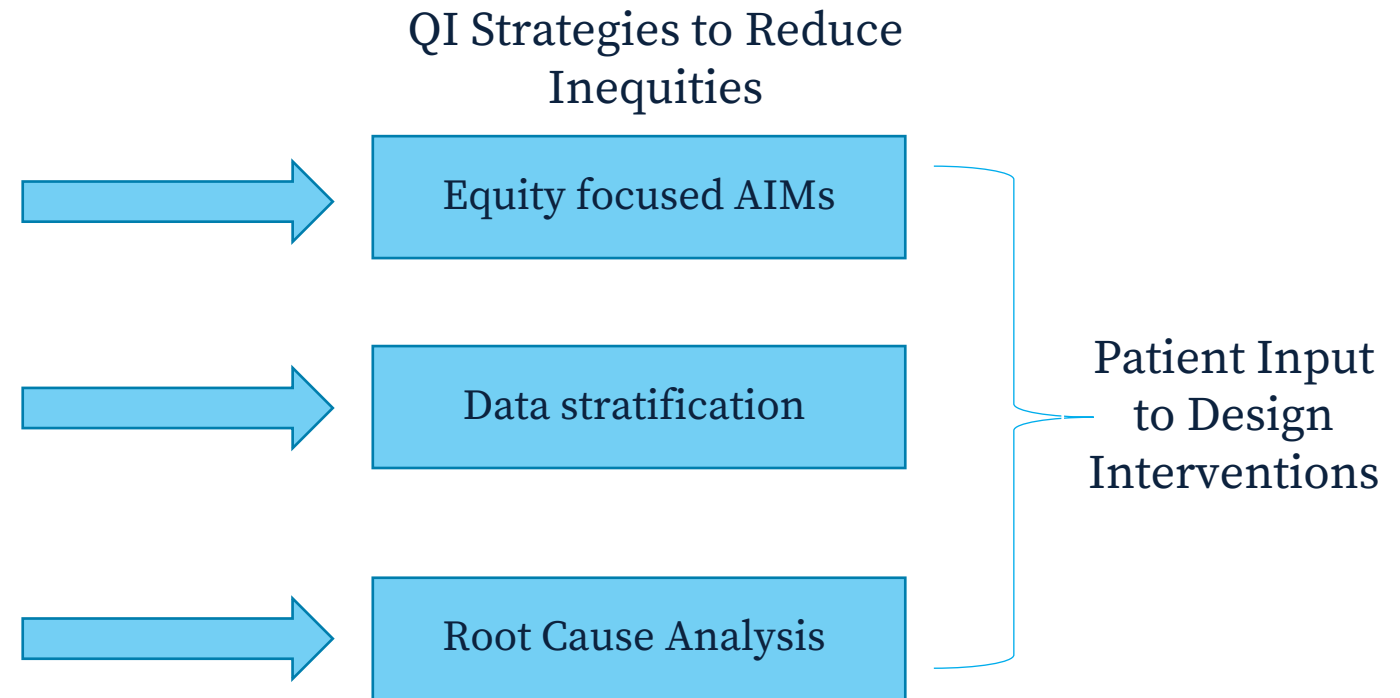 QI Strategies to Reduce
Inequities
Equity focused AIMs
Data stratification
Root Cause Analysis
Patient Input
to Design
Interventions